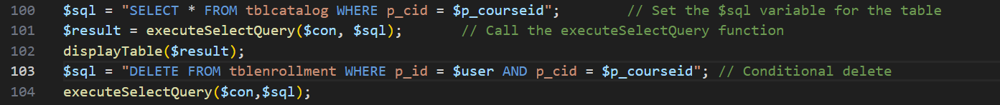 100 $sql = "SELECT * FROM tblcatalog WHERE p_cid = $p_courseid"; // Set the $sql variable for the table
101 $result = executeSelectQuery($con, $sql); // Call the executeSelectQuery function
102 displayTable($result);
103 $sql = "DELETE FROM tblenrollment WHERE p_id = $user AND p_cid = $p_courseid"; // Conditional delete
104 executeSelectQuery($con,$sql);